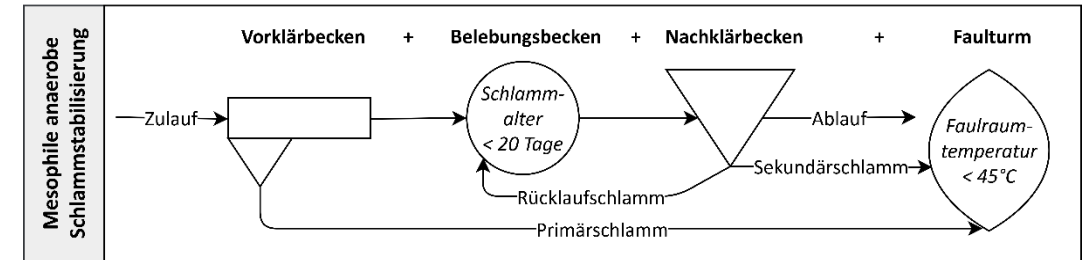 Mesophile anaerobe
Schlammstabilisierung
Vorklärbecken + Belebungsbecken + Nachklärbecken + Faulturm
Zulauf
Schlamm-
alter
< 20 Tage
Ablauf
Faulraum-
temperatur
< 45°C
Sekundärschlamm
Rücklaufschlamm
Primärschlamm